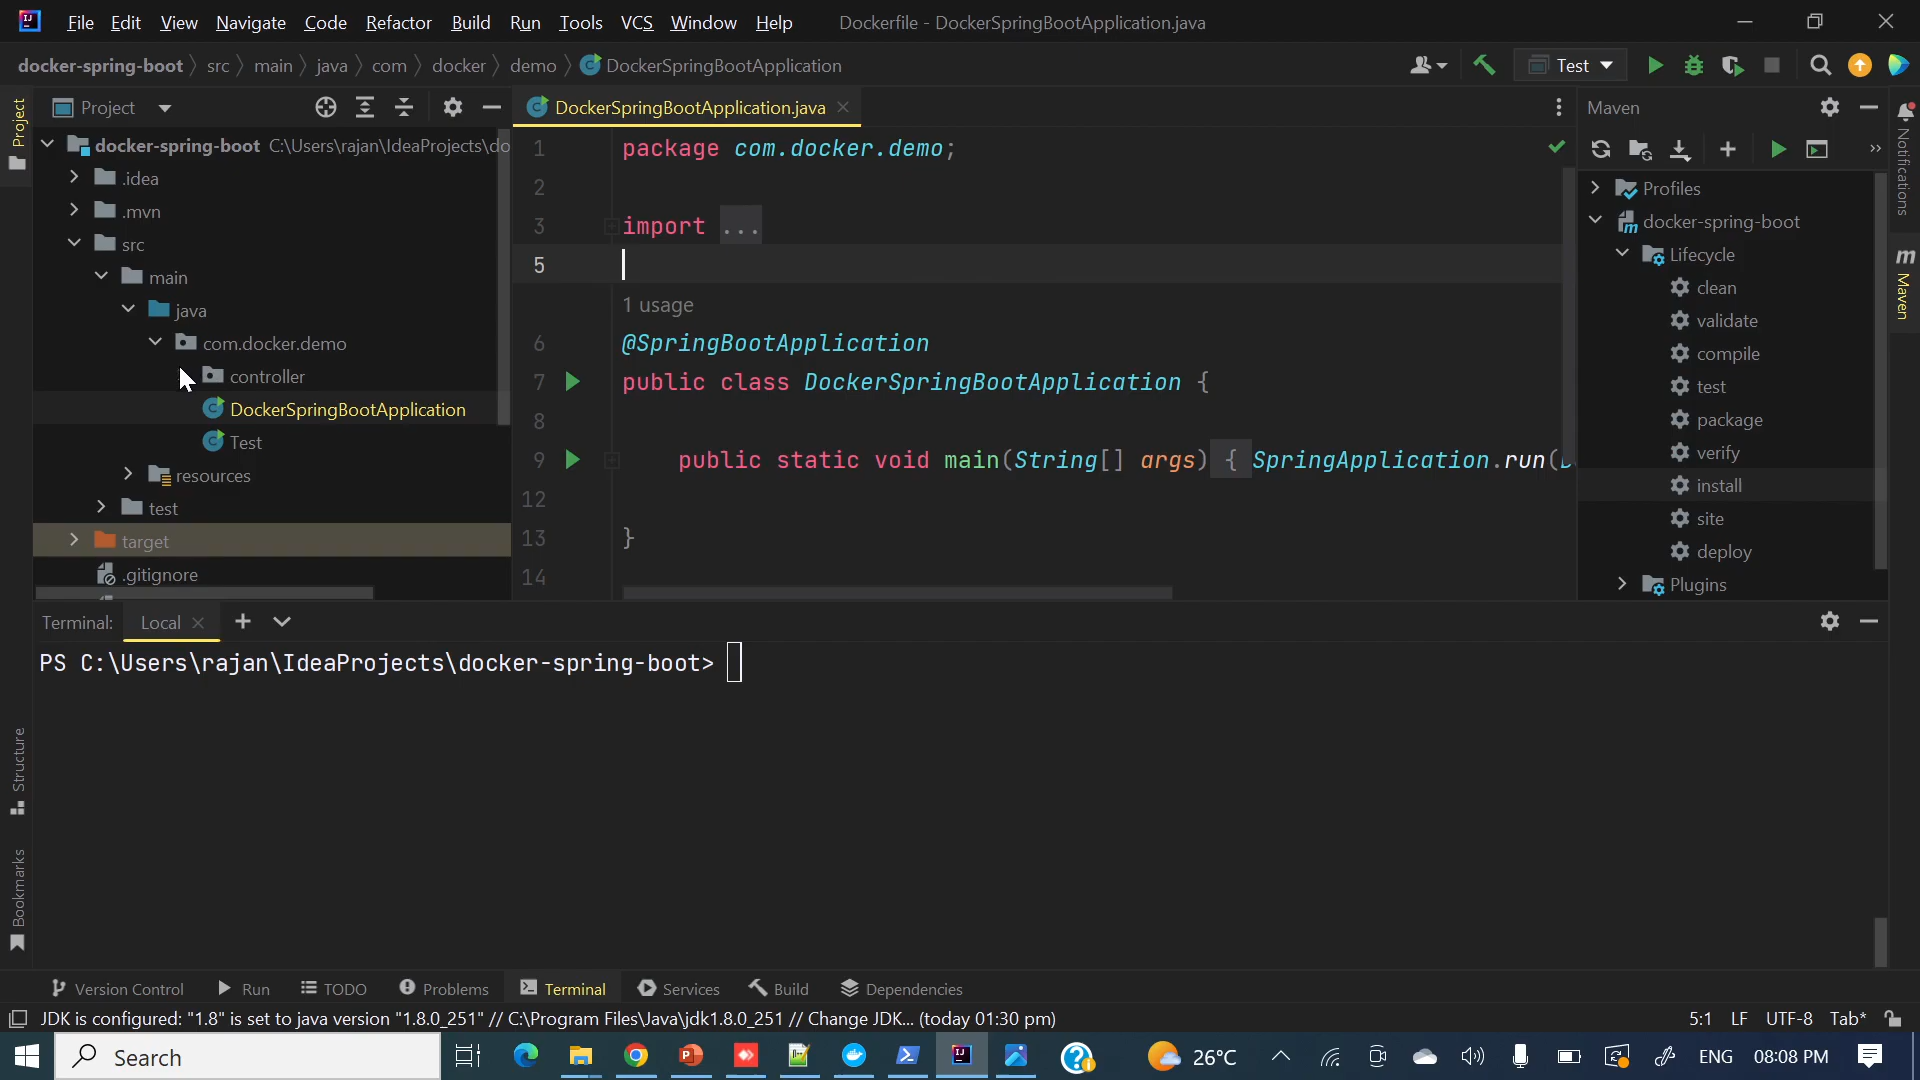 File Edit View Navigate Code Refactor Build Run Tools VCS Window Help Dockerfile - DockerSpringBootApplication.java
docker-spring-boot src main java com docker demo DockerSpringBootApplication Test
Project
docker-spring-boot C:\Users\rajan\IdeaProjects\do
.idea
.mvn
src
main
java
com.docker.demo
controller
DockerSpringBootApplication
Test
resources
test
target
.gitignore
DockerSpringBootApplication.java
1 package com.docker.demo;
2
3 import ...
5
1 usage
6 @SpringBootApplication
7 public class DockerSpringBootApplication {
8
9 public static void main(String[] args) { SpringApplication.run(
12
13 }
14
Maven
Profiles
docker-spring-boot
Lifecycle
clean
validate
compile
test
package
verify
install
site
deploy
Plugins
Project
Structure
Bookmarks
Notifications
Maven
Terminal: Local
PS C:\Users\rajan\IdeaProjects\docker-spring-boot>
Version Control Run TODO Problems Terminal Services Build Dependencies
JDK is configured: "1.8" is set to java version "1.8.0_251" // C:\Program Files\Java\jdk1.8.0_251 // Change JDK... (today 01:30 pm) 5:1 LF UTF-8 Tab*
Search 26°C ENG 08:08 PM